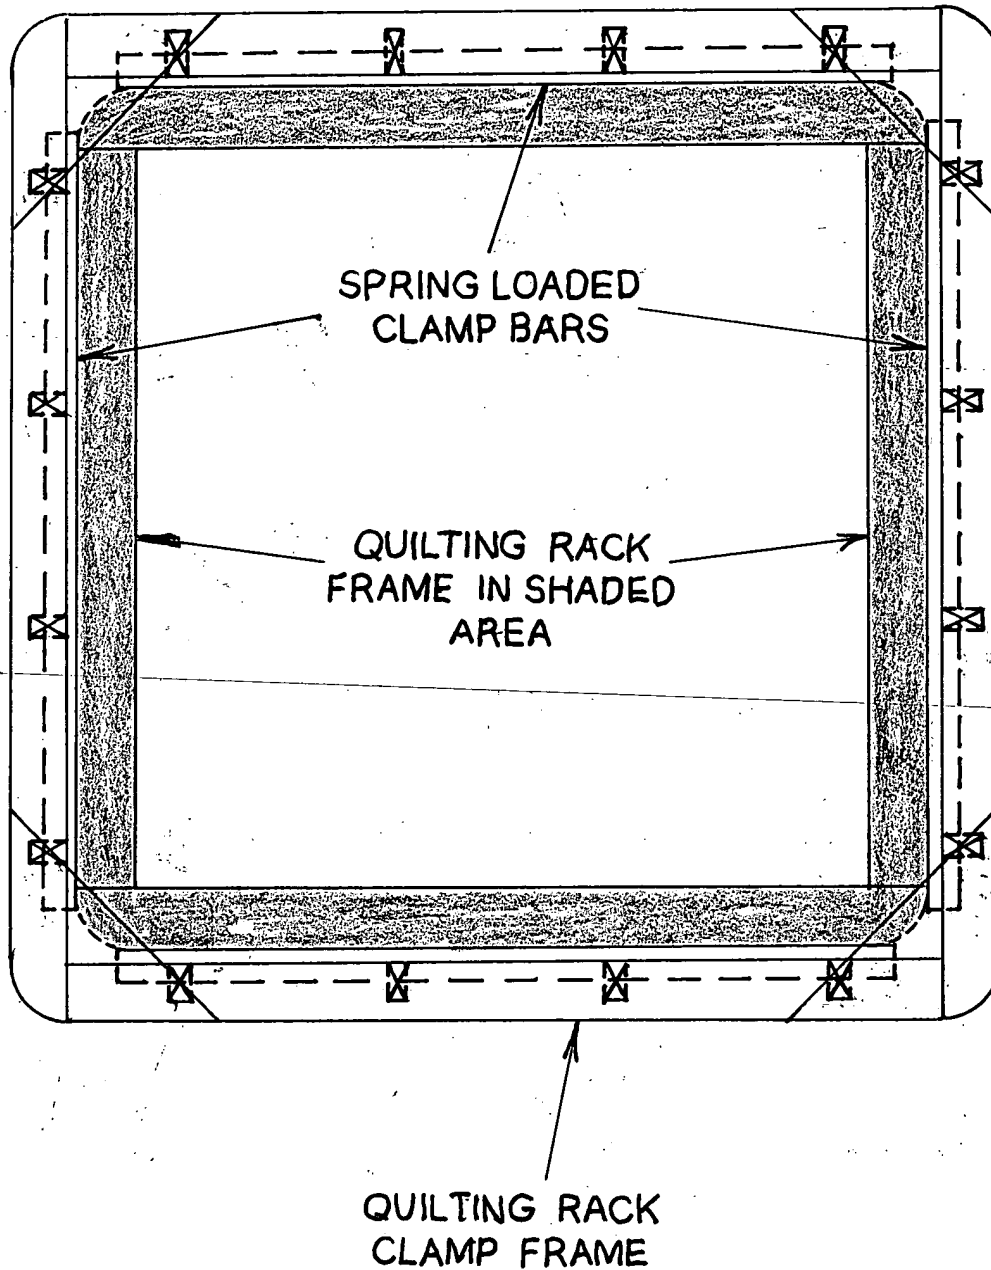 SPRING LOADED
CLAMP BARS
QUILTING RACK
FRAME IN SHADED
AREA
QUILTING RACK
CLAMP FRAME